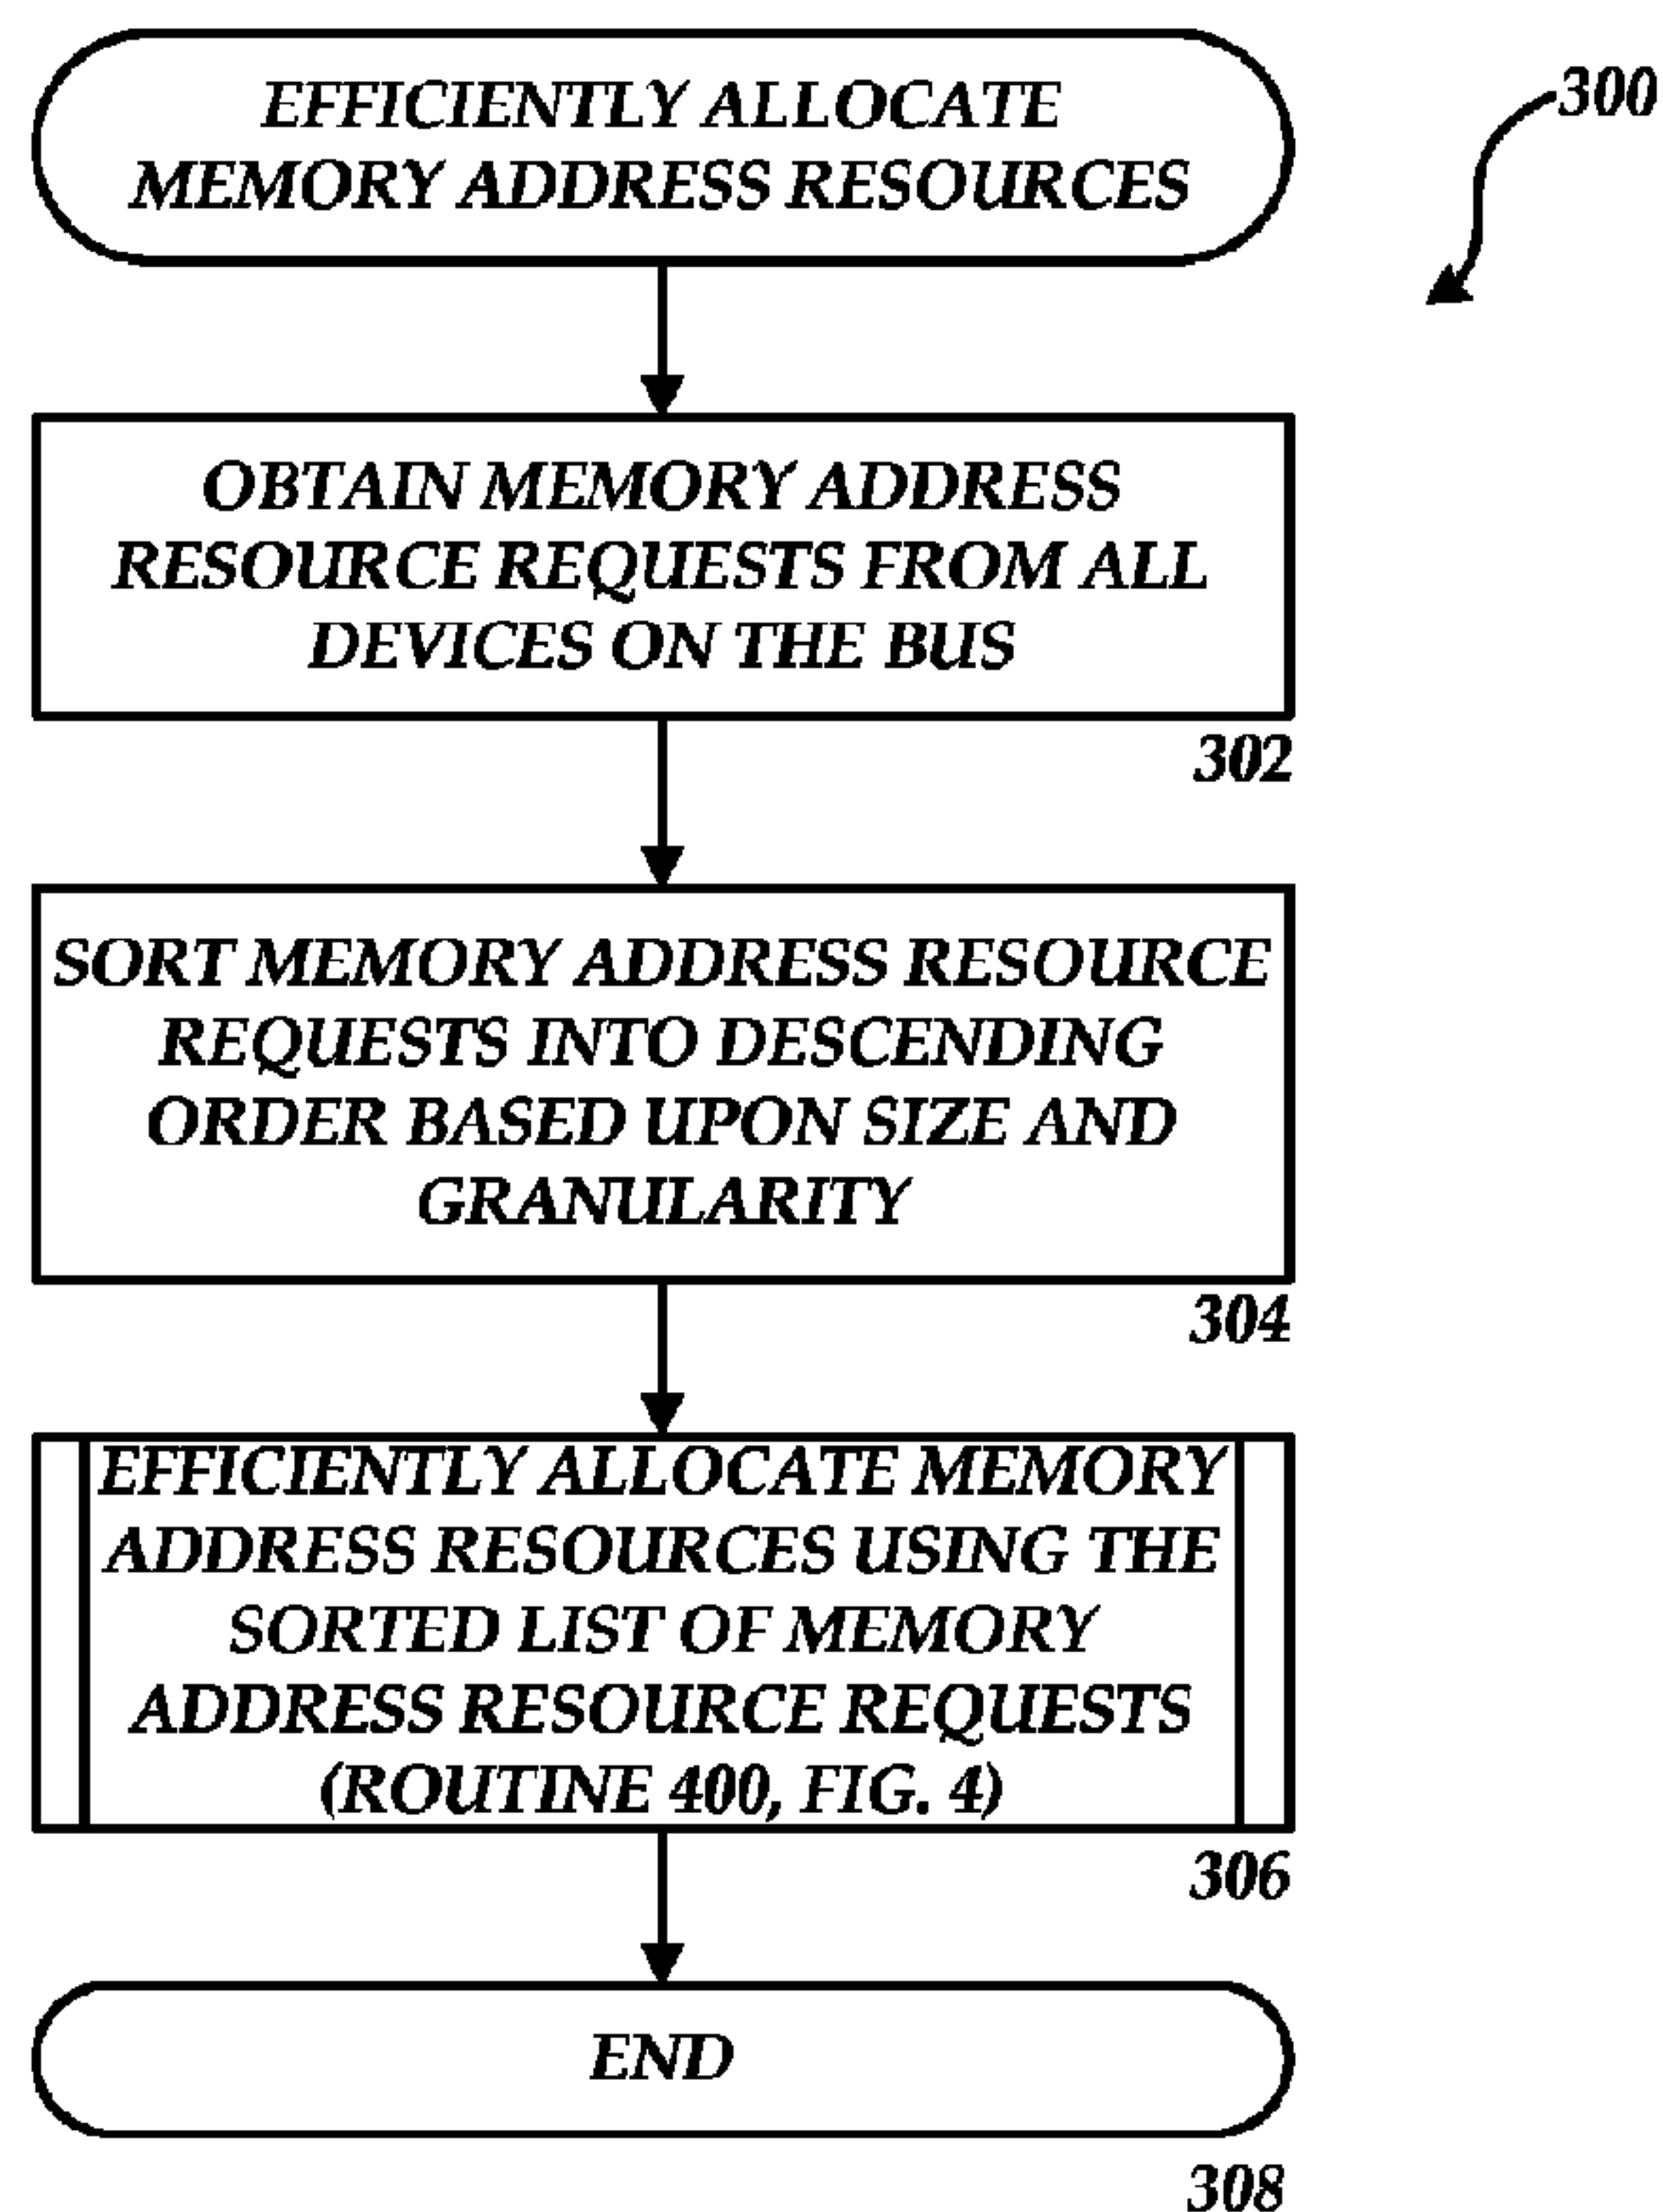 EFFICIENTLY ALLOCATE
MEMORY ADDRESS RESOURCES
300
OBTAIN MEMORY ADDRESS
RESOURCE REQUESTS FROM ALL
DEVICES ON THE BUS
302
SORT MEMORY ADDRESS RESOURCE
REQUESTS INTO DESCENDING
ORDER BASED UPON SIZE AND
GRANULARITY
304
EFFICIENTLY ALLOCATE MEMORY
ADDRESS RESOURCES USING THE
SORTED LIST OF MEMORY
ADDRESS RESOURCE REQUESTS
(ROUTINE 400, FIG. 4)
306
END
308